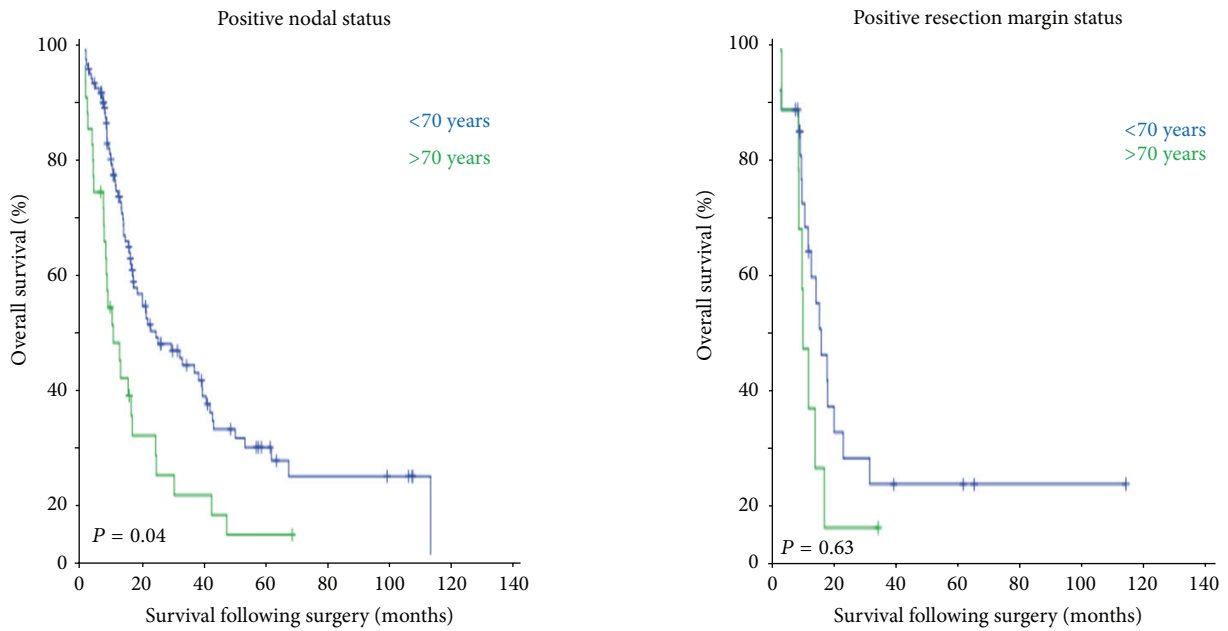 Positive nodal status
100
80
60
40
20
0
Overall survival (%)
<70 years
>70 years
P = 0.04
0 20 40 60 80 100 120 140
Survival following surgery (months)
Positive resection margin status
100
80
60
40
20
0
Overall survival (%)
<70 years
>70 years
P = 0.63
0 20 40 60 80 100 120 140
Survival following surgery (months)